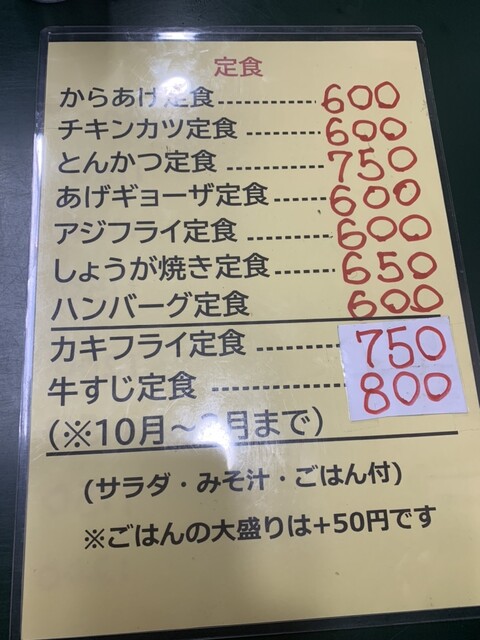 定食
からあげ定食 600
チキンカツ定食 600
とんかつ定食 750
あげギョーザ定食 600
アジフライ定食 600
しょうが焼き定食 650
ハンバーグ定食 600
カキフライ定食 750
牛すじ定食 800
(※10月～ 月まで)
(サラダ・みそ汁・ごはん付)
※ごはんの大盛りは+50円です